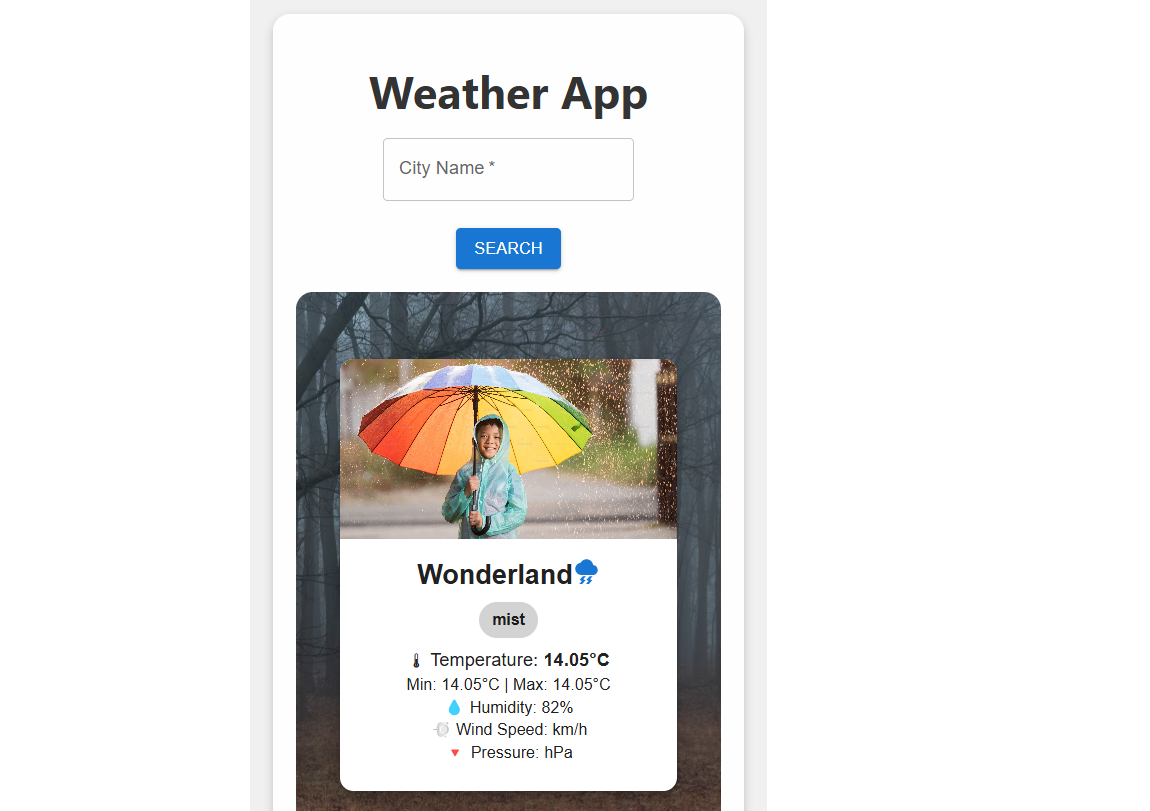 Weather App
City Name *
SEARCH
Wonderland
mist
Temperature: 14.05°C
Min: 14.05°C | Max: 14.05°C
Humidity: 82%
Wind Speed: km/h
Pressure: hPa